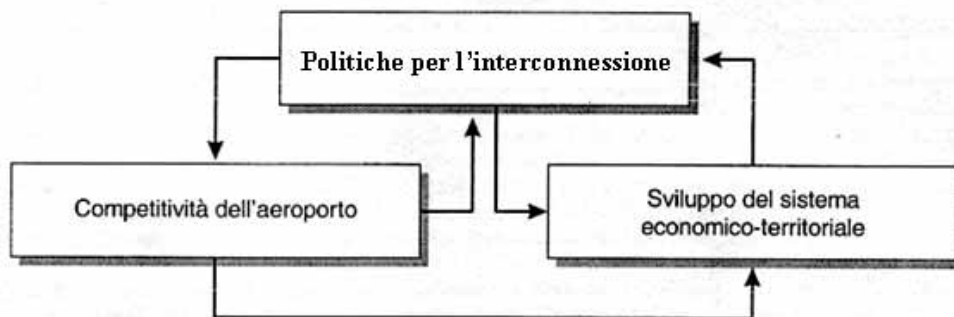 Politiche per l'interconnessione
Competitività dell'aeroporto
Sviluppo del sistema
economico-territoriale